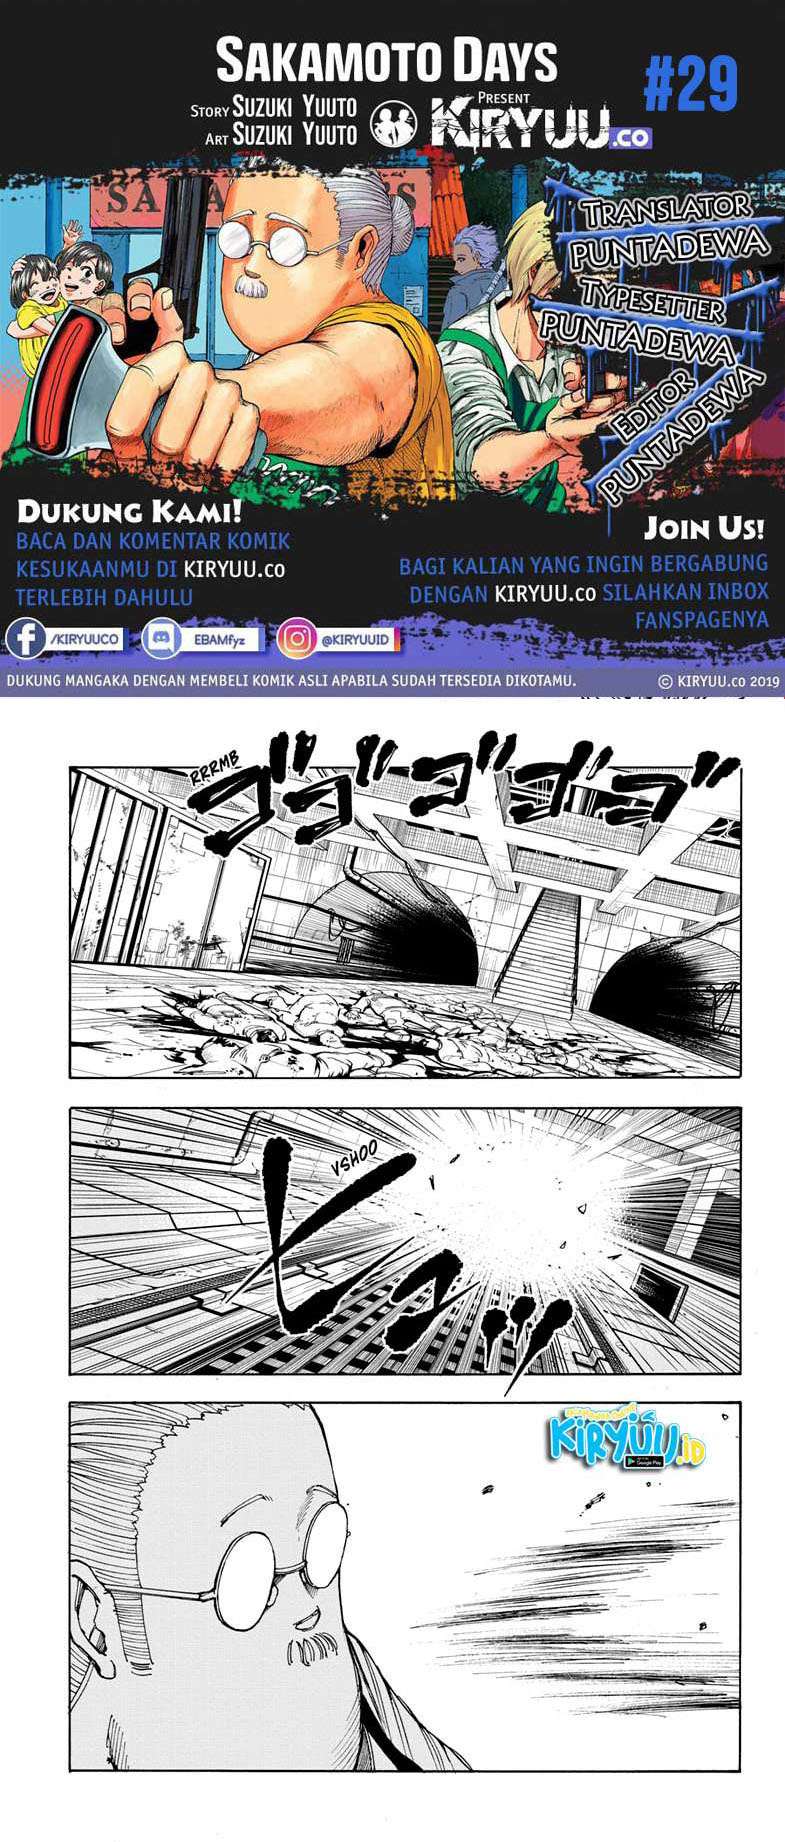 SAKAMOTO DAYS
#29
STORY SUZUKI YUUTO
ART SUZUKI YUUTO
PRESENT
KIRYUU.CO
TRANSLATOR
PUNTADEWA
TYPESETTER
PUNTADEWA
EDITOR
PUNTADEWA
DUKUNG KAMI!
BACA DAN KOMENTAR KOMIK
KESUKAANMU DI KIRYUU.co
TERLEBIH DAHULU
JOIN US!
BAGI KALIAN YANG INGIN BERGABUNG
DENGAN KIRYUU.co SILAHKAN INBOX
FANSPAGENYA
/KIRYUUCO
EBAMfyz
@KIRYUUID
DUKUNG MANGAKA DENGAN MEMBELI KOMIK ASLI APABILA SUDAH TERSEDIA DIKOTAMU.
© KIRYUU.co 2019
RRRMB
ゴゴゴゴゴ
VSHOO
ヒュッ
KiRYUU.iD
Google Play